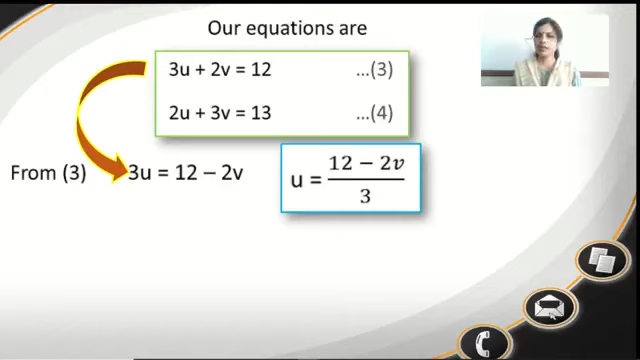 Our equations are
3u + 2v = 12 ...(3)
2u + 3v = 13 ...(4)
From (3) 3u = 12 – 2v
u = \frac{12 − 2v}{3}